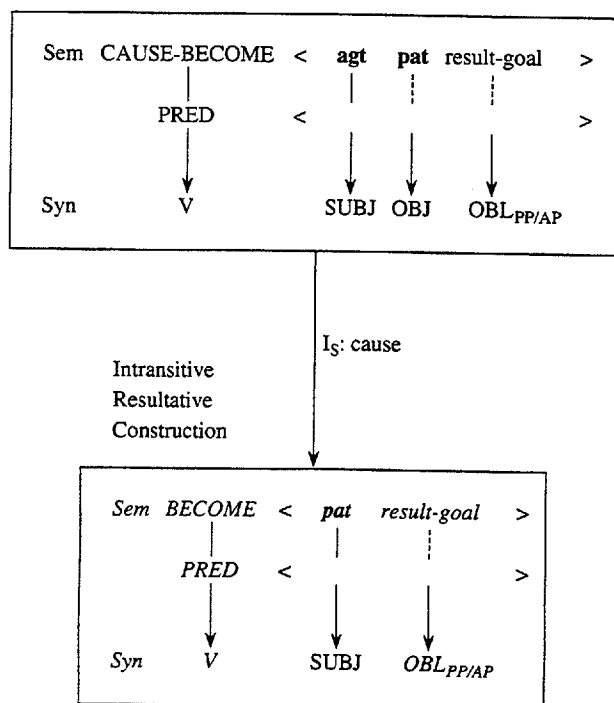 Sem CAUSE-BECOME < agt pat result-goal >
PRED < >
Syn V SUBJ OBJ OBL_PP/AP
I_S: cause
Intransitive
Resultative
Construction
Sem BECOME < pat result-goal >
PRED < >
Syn V SUBJ OBL_PP/AP